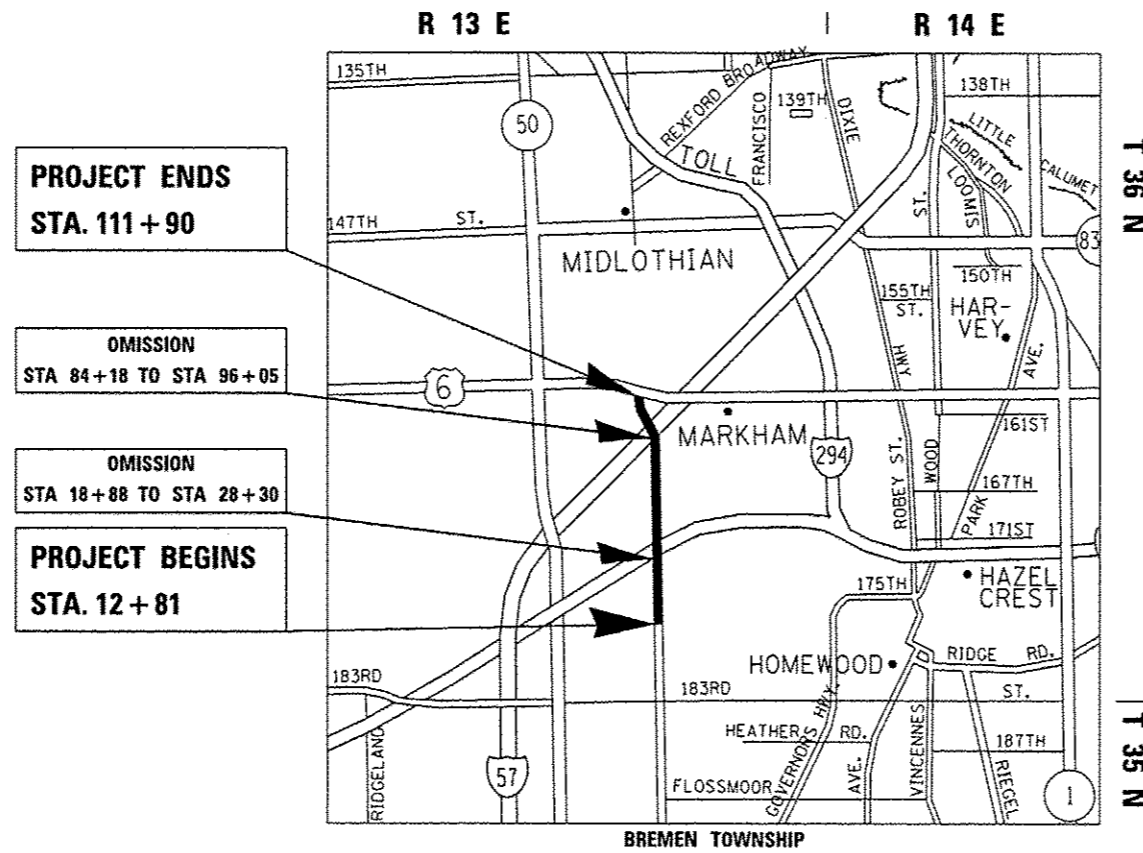 R 13 E
R 14 E
135TH
50
REXFORD BROADWAY
TOLL
FRANCISCO
139TH
DIXIE
HWY
138TH
LITTLE
CALUMET
THORNTON
LOOMIS
T 36 N
PROJECT ENDS
STA. 111+90
147TH
ST.
MIDLOTHIAN
ST.
83
150TH
155TH
ST.
HAR-
VEY
AVE.
OMISSION
STA 84+18 TO STA 96+05
6
MARKHAM
294
ROBEY ST.
WOOD
161ST
167TH
PARK
171ST
OMISSION
STA 18+88 TO STA 28+30
PROJECT BEGINS
STA. 12+81
175TH
HAZEL
CREST
HOMEWOOD
RIDGE RD.
183RD
183RD
ST.
HEATHER RD.
GOVERNORS HWY.
AVE.
VINCENNES
187TH
RIEGEL
RIDGELAND
57
FLOSSMOOR
1
T 35 N
BREMEN TOWNSHIP